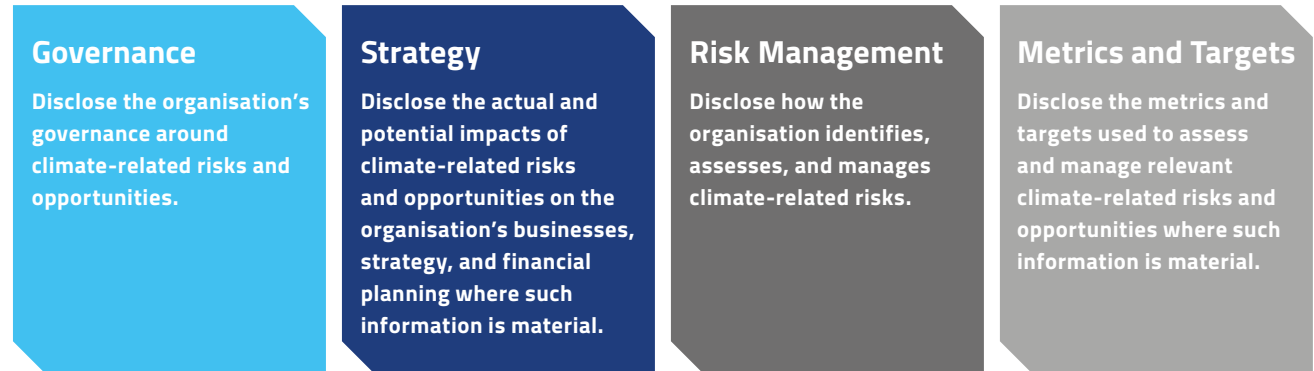 Governance
Disclose the organisation’s
governance around
climate-related risks and
opportunities.
Strategy
Disclose the actual and
potential impacts of
climate-related risks
and opportunities on the
organisation’s businesses,
strategy, and financial
planning where such
information is material.
Risk Management
Disclose how the
organisation identifies,
assesses, and manages
climate-related risks.
Metrics and Targets
Disclose the metrics and
targets used to assess
and manage relevant
climate-related risks and
opportunities where such
information is material.